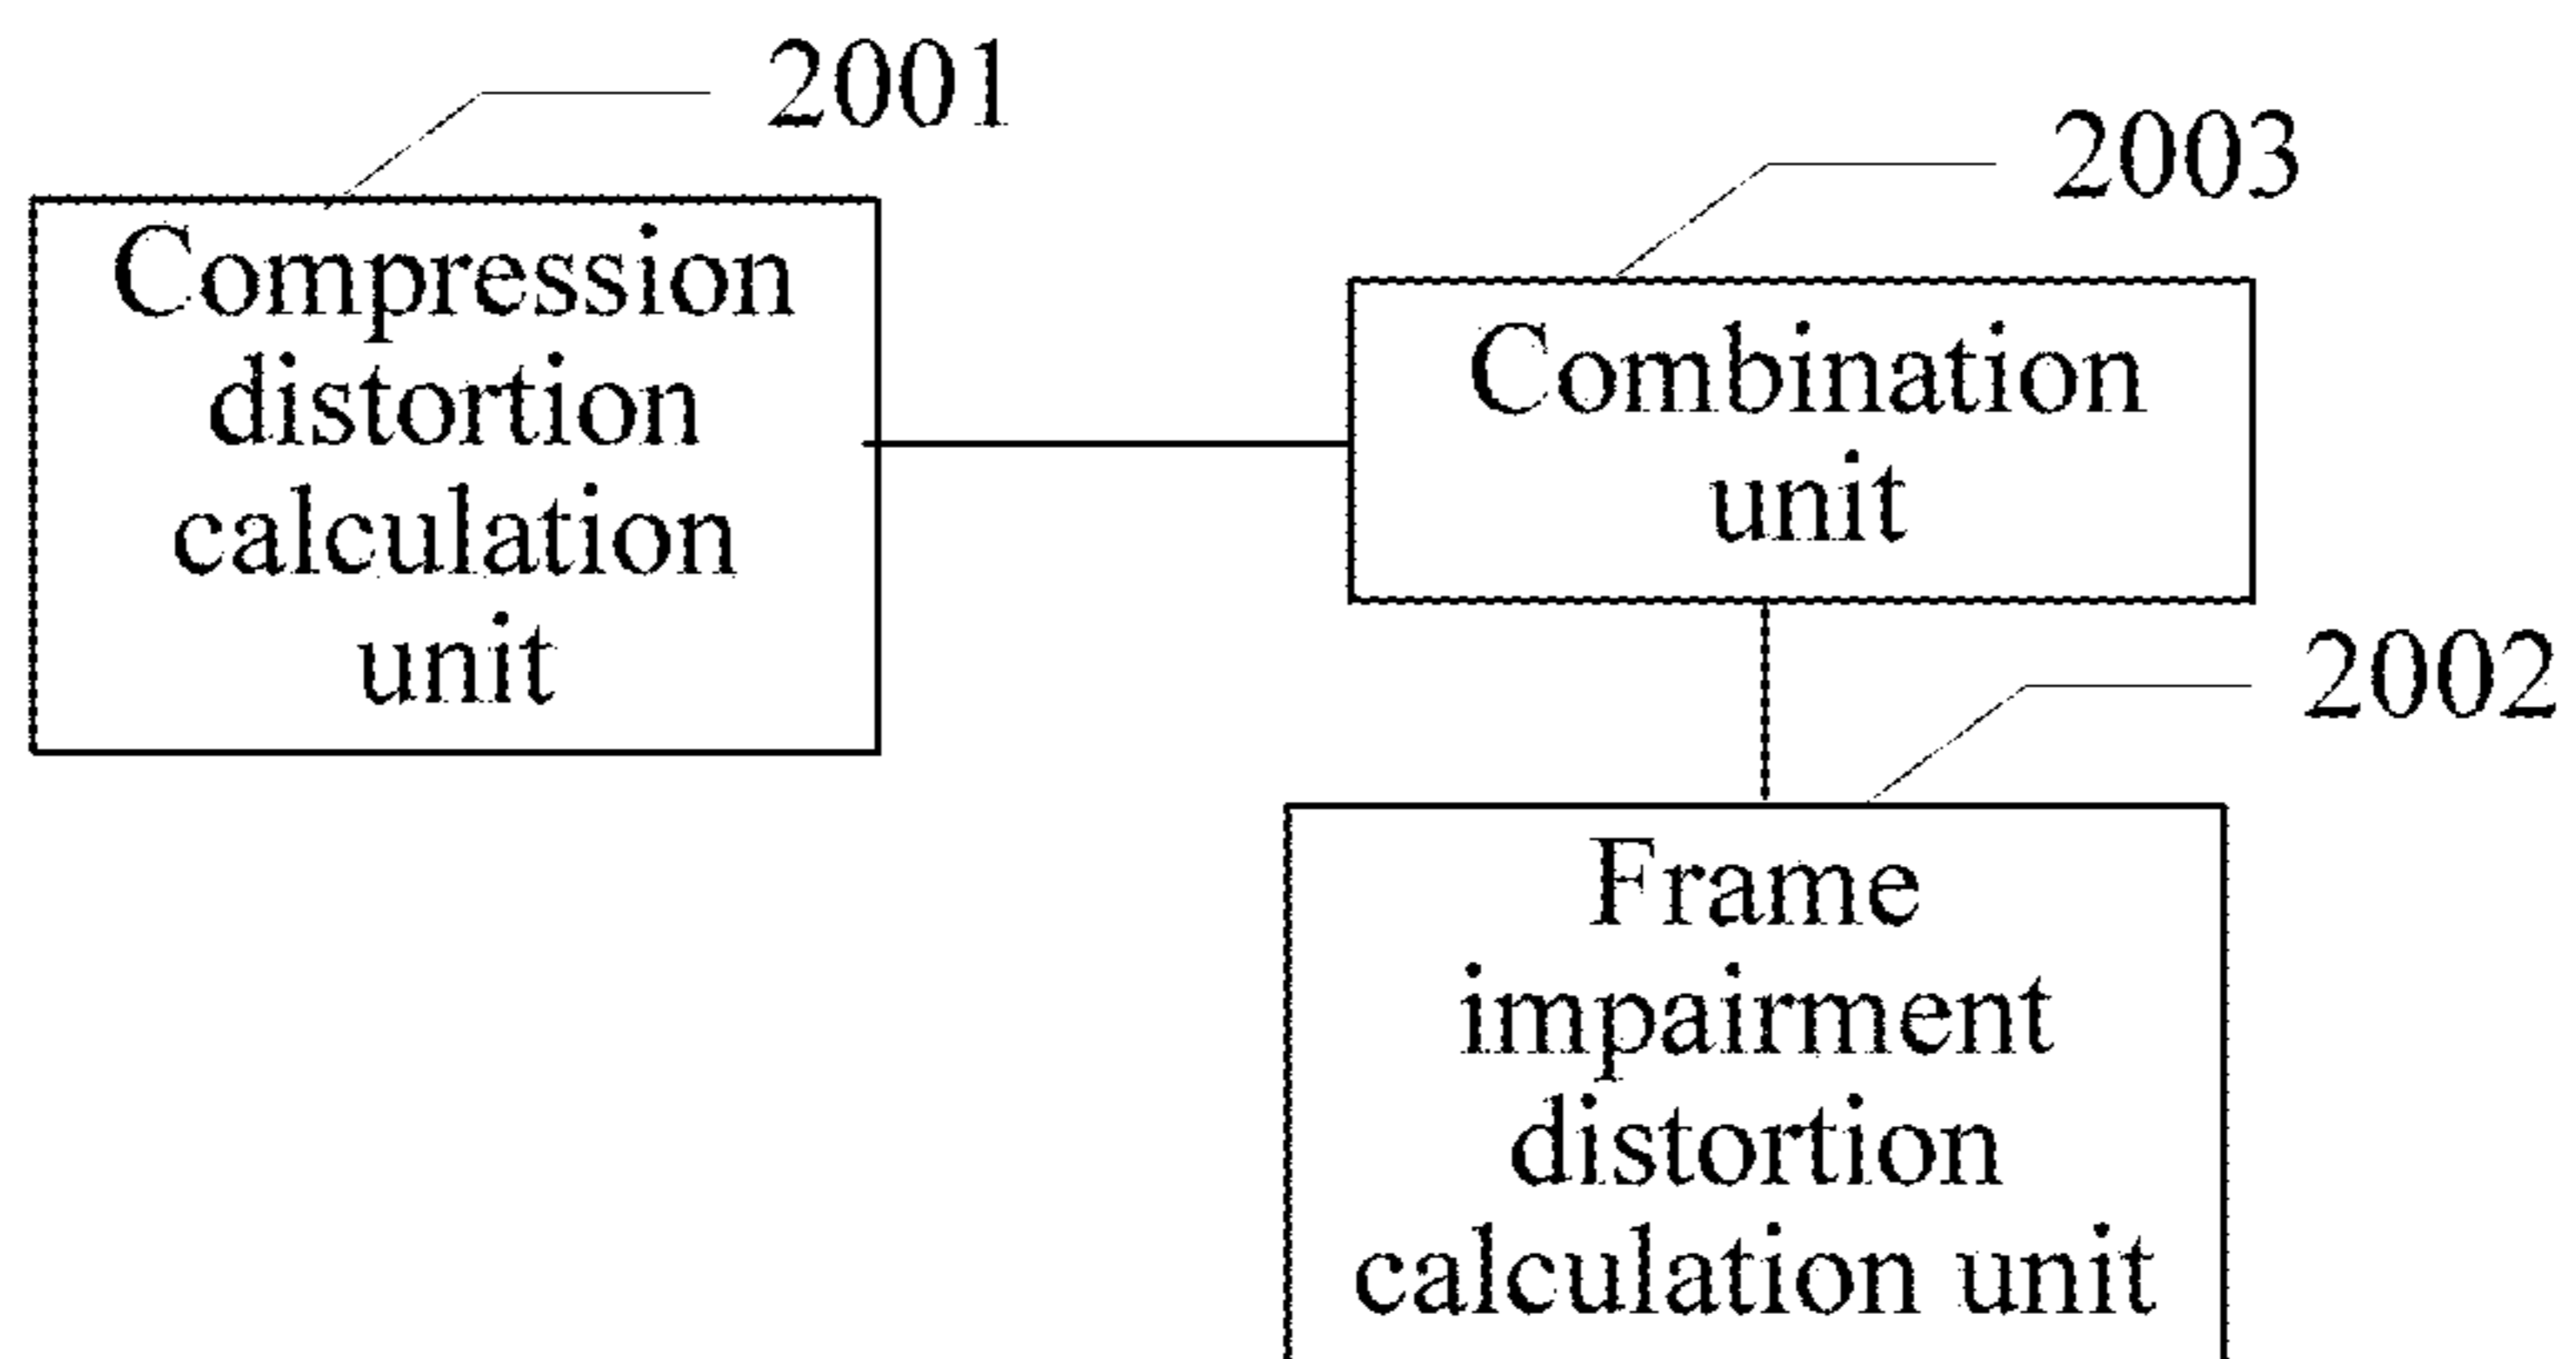 2001
Compression
distortion
calculation
unit
2003
Combination
unit
2002
Frame
impairment
distortion
calculation unit